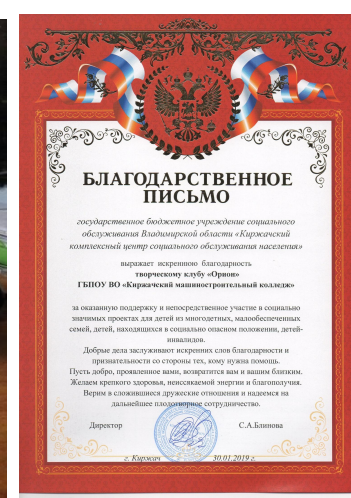 БЛАГОДАРСТВЕННОЕ
ПИСЬМО
государственное бюджетное учреждение социального
обслуживания Владимирской области «Киржачский
комплексный центр социального обслуживания населения»
выражает искреннюю благодарность
творческому клубу «Орион»
ГБПОУ ВО «Киржачский машиностроительный колледж»
за оказанную поддержку и непосредственное участие в социально
значимых проектах для детей из многодетных, малообеспеченных
семей, детей, находящихся в социально опасном положении, детей-
инвалидов.
Добрые дела заслуживают искренних слов благодарности и
признательности со стороны тех, кому нужна помощь.
Пусть добро, проявленное вами, возвратится вам и вашим близким.
Желаем крепкого здоровья, неиссякаемой энергии и благополучия.
Верим в сложившиеся дружеские отношения и надеемся на
дальнейшее плодотворное сотрудничество.
Директор С.А.Блинова
г. Киржач 30.01.2019 г.